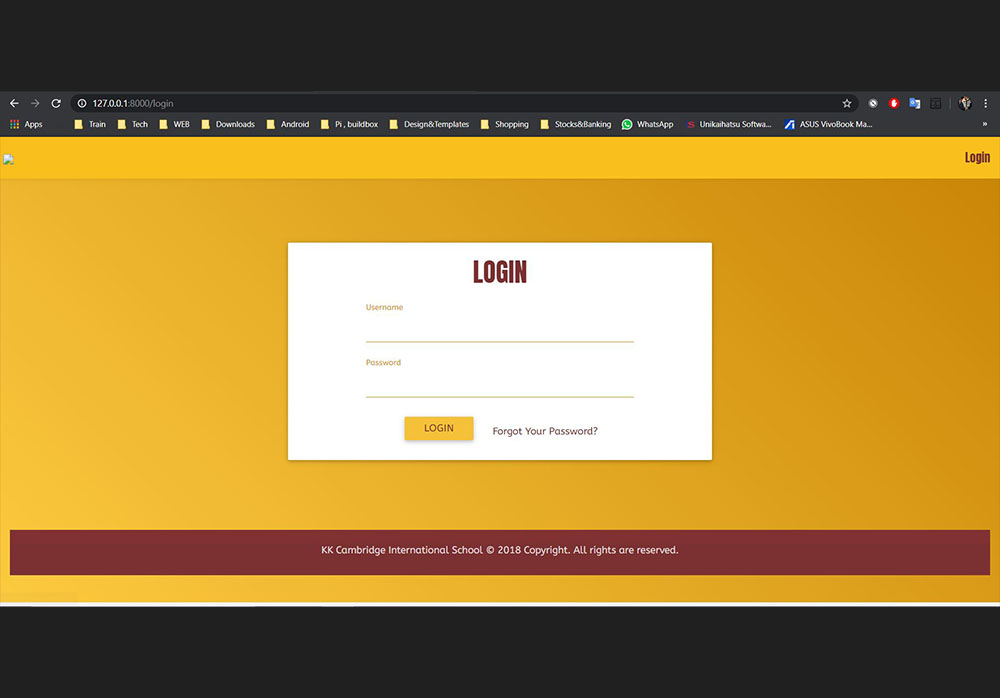 127.0.0.1:8000/login
Apps Train Tech WEB Downloads Android Pi , buildbox Design&Templates Shopping Stocks&Banking WhatsApp Unikaihatsu Softwa... ASUS VivoBook Ma... »
Login
LOGIN
Username
Password
LOGIN Forgot Your Password?
KK Cambridge International School © 2018 Copyright. All rights are reserved.